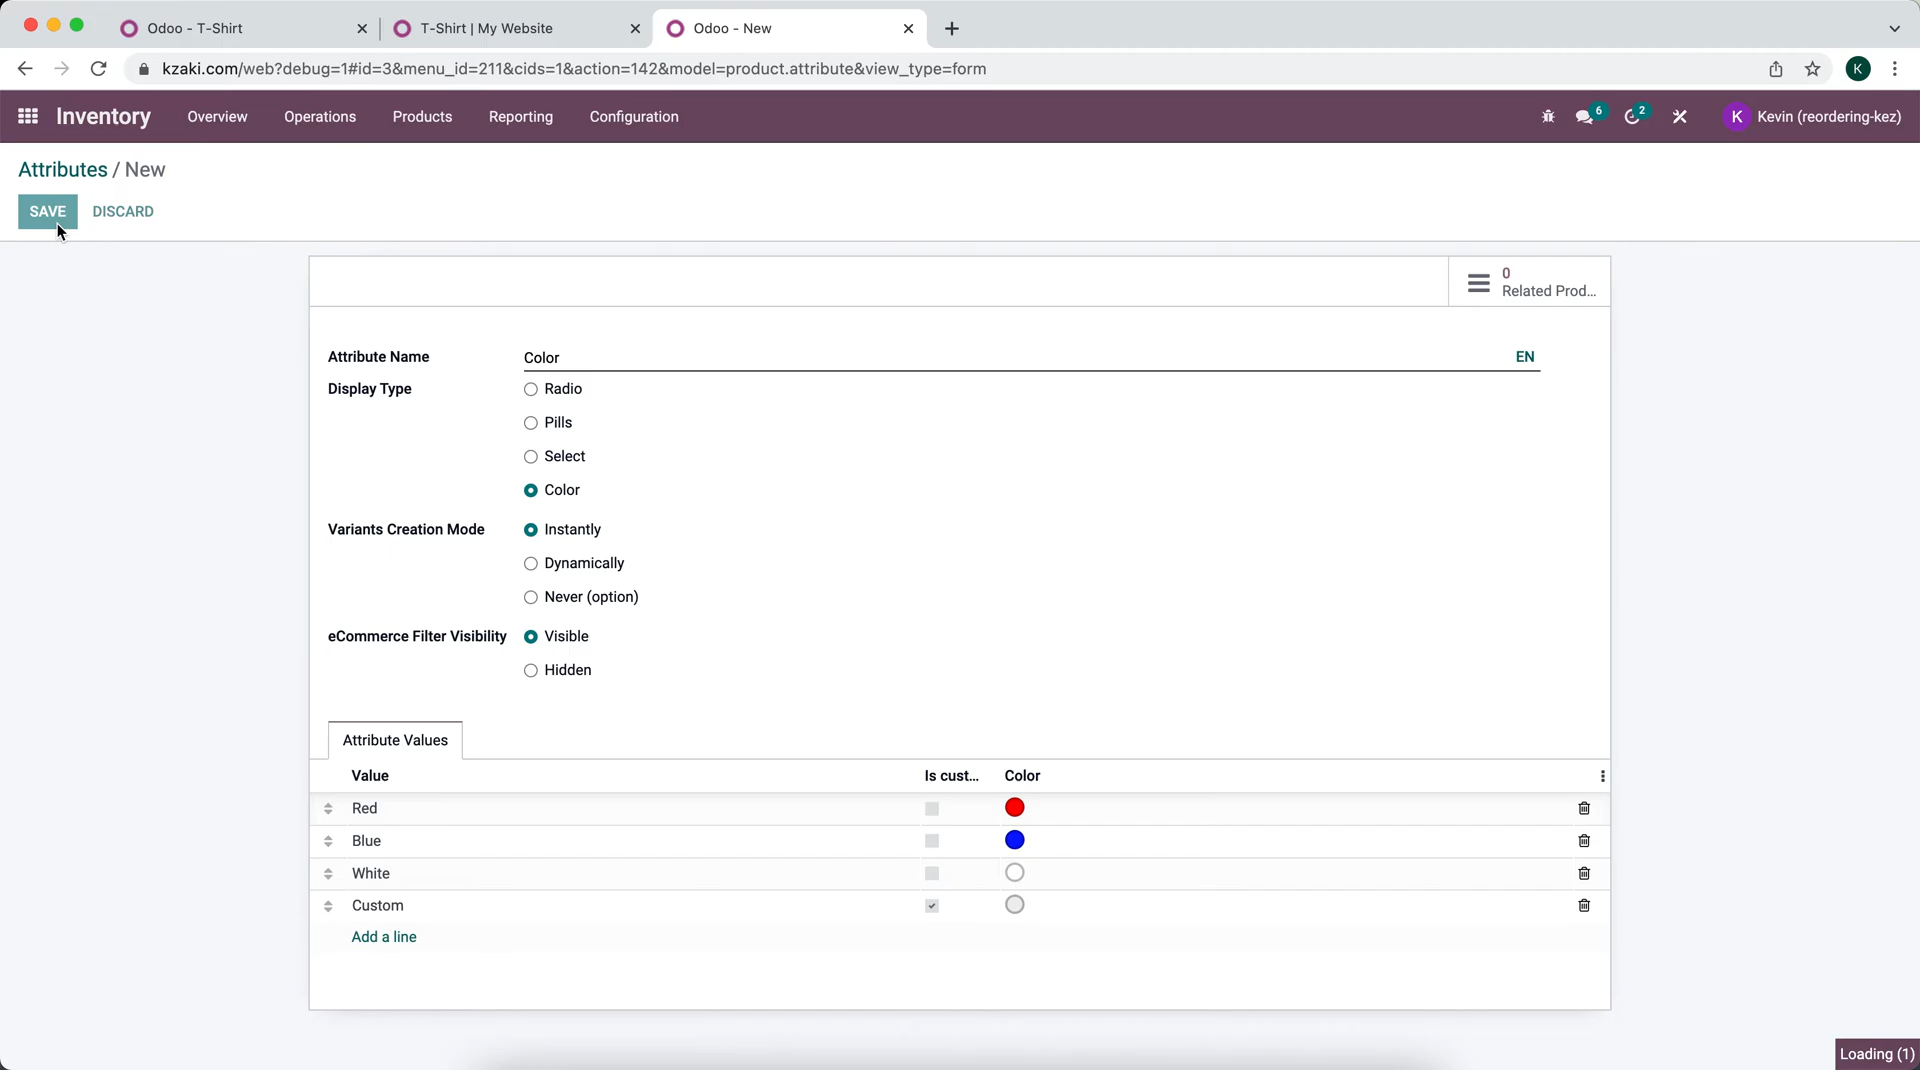 Odoo - T-Shirt
T-Shirt | My Website
Odoo - New
kzaki.com/web?debug=1#id=3&menu_id=211&cids=1&action=142&model=product.attribute&view_type=form
K
Inventory
Overview
Operations
Products
Reporting
Configuration
6
2
K
Kevin (reordering-kez)
Attributes / New
SAVE
DISCARD
0
Related Prod...
Attribute Name
Color
EN
Display Type
Radio
Pills
Select
Color
Variants Creation Mode
Instantly
Dynamically
Never (option)
eCommerce Filter Visibility
Visible
Hidden
Attribute Values
Value
Is cust...
Color
Red
Blue
White
Custom
Add a line
Loading (1)